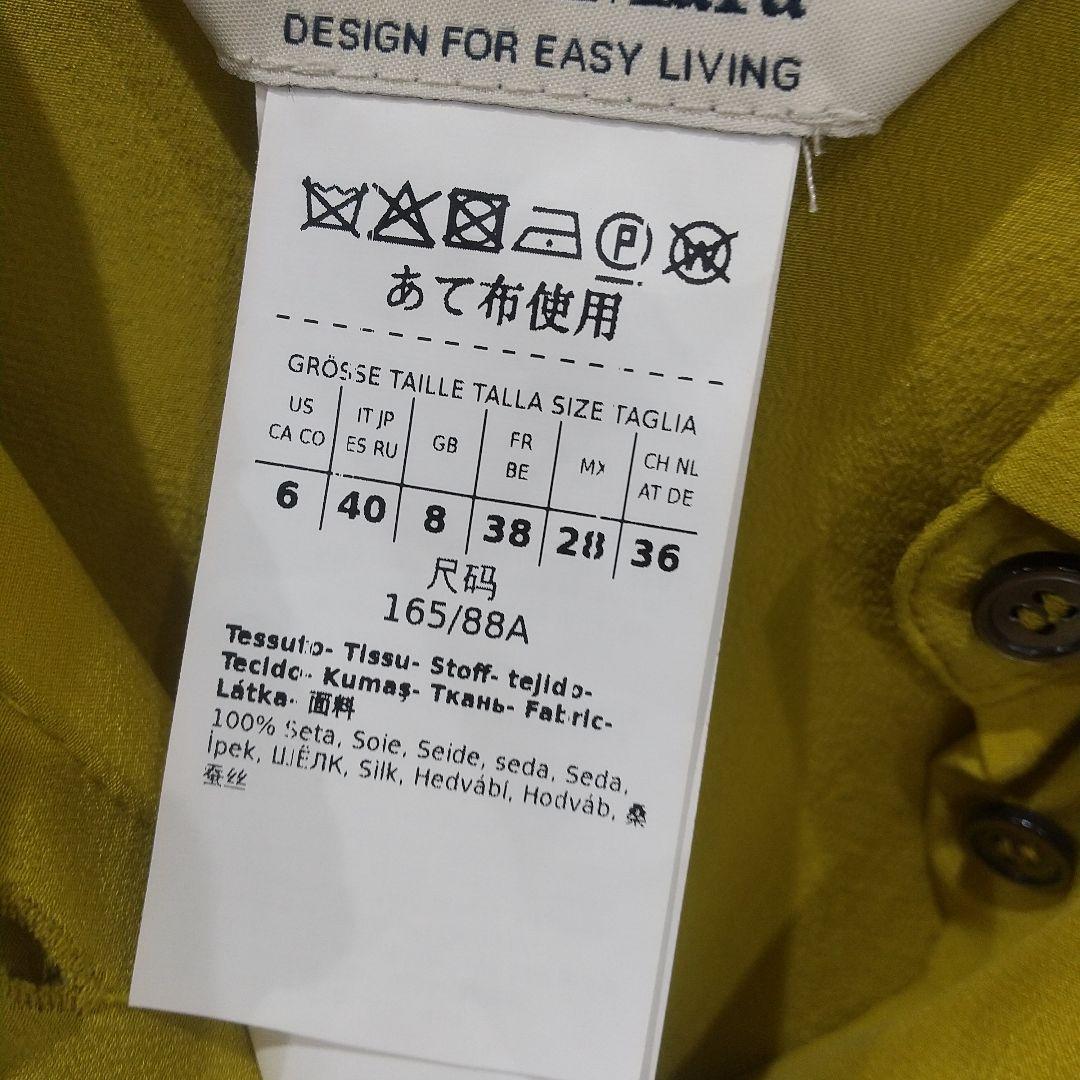 DESIGN FOR EASY LIVING
P
W
あて布使用
GRÖSSE TAILLE TALLA SIZE TAGLIA
US CA CO
IT JP ES RU
GB
FR BE
MX
CH NL AT DE
6 40 8 38 28 36
尺码
165/88A
Tessuto- Tissu- Stoff- tejido-
Tecido- Kumaş- Ткань- Fabric-
Látka- 面料
100% Seta, Soie, Seide, seda, Seda,
İpek, ШЁЛК, Silk, Hedvábí, Hodváb, 桑
蚕丝